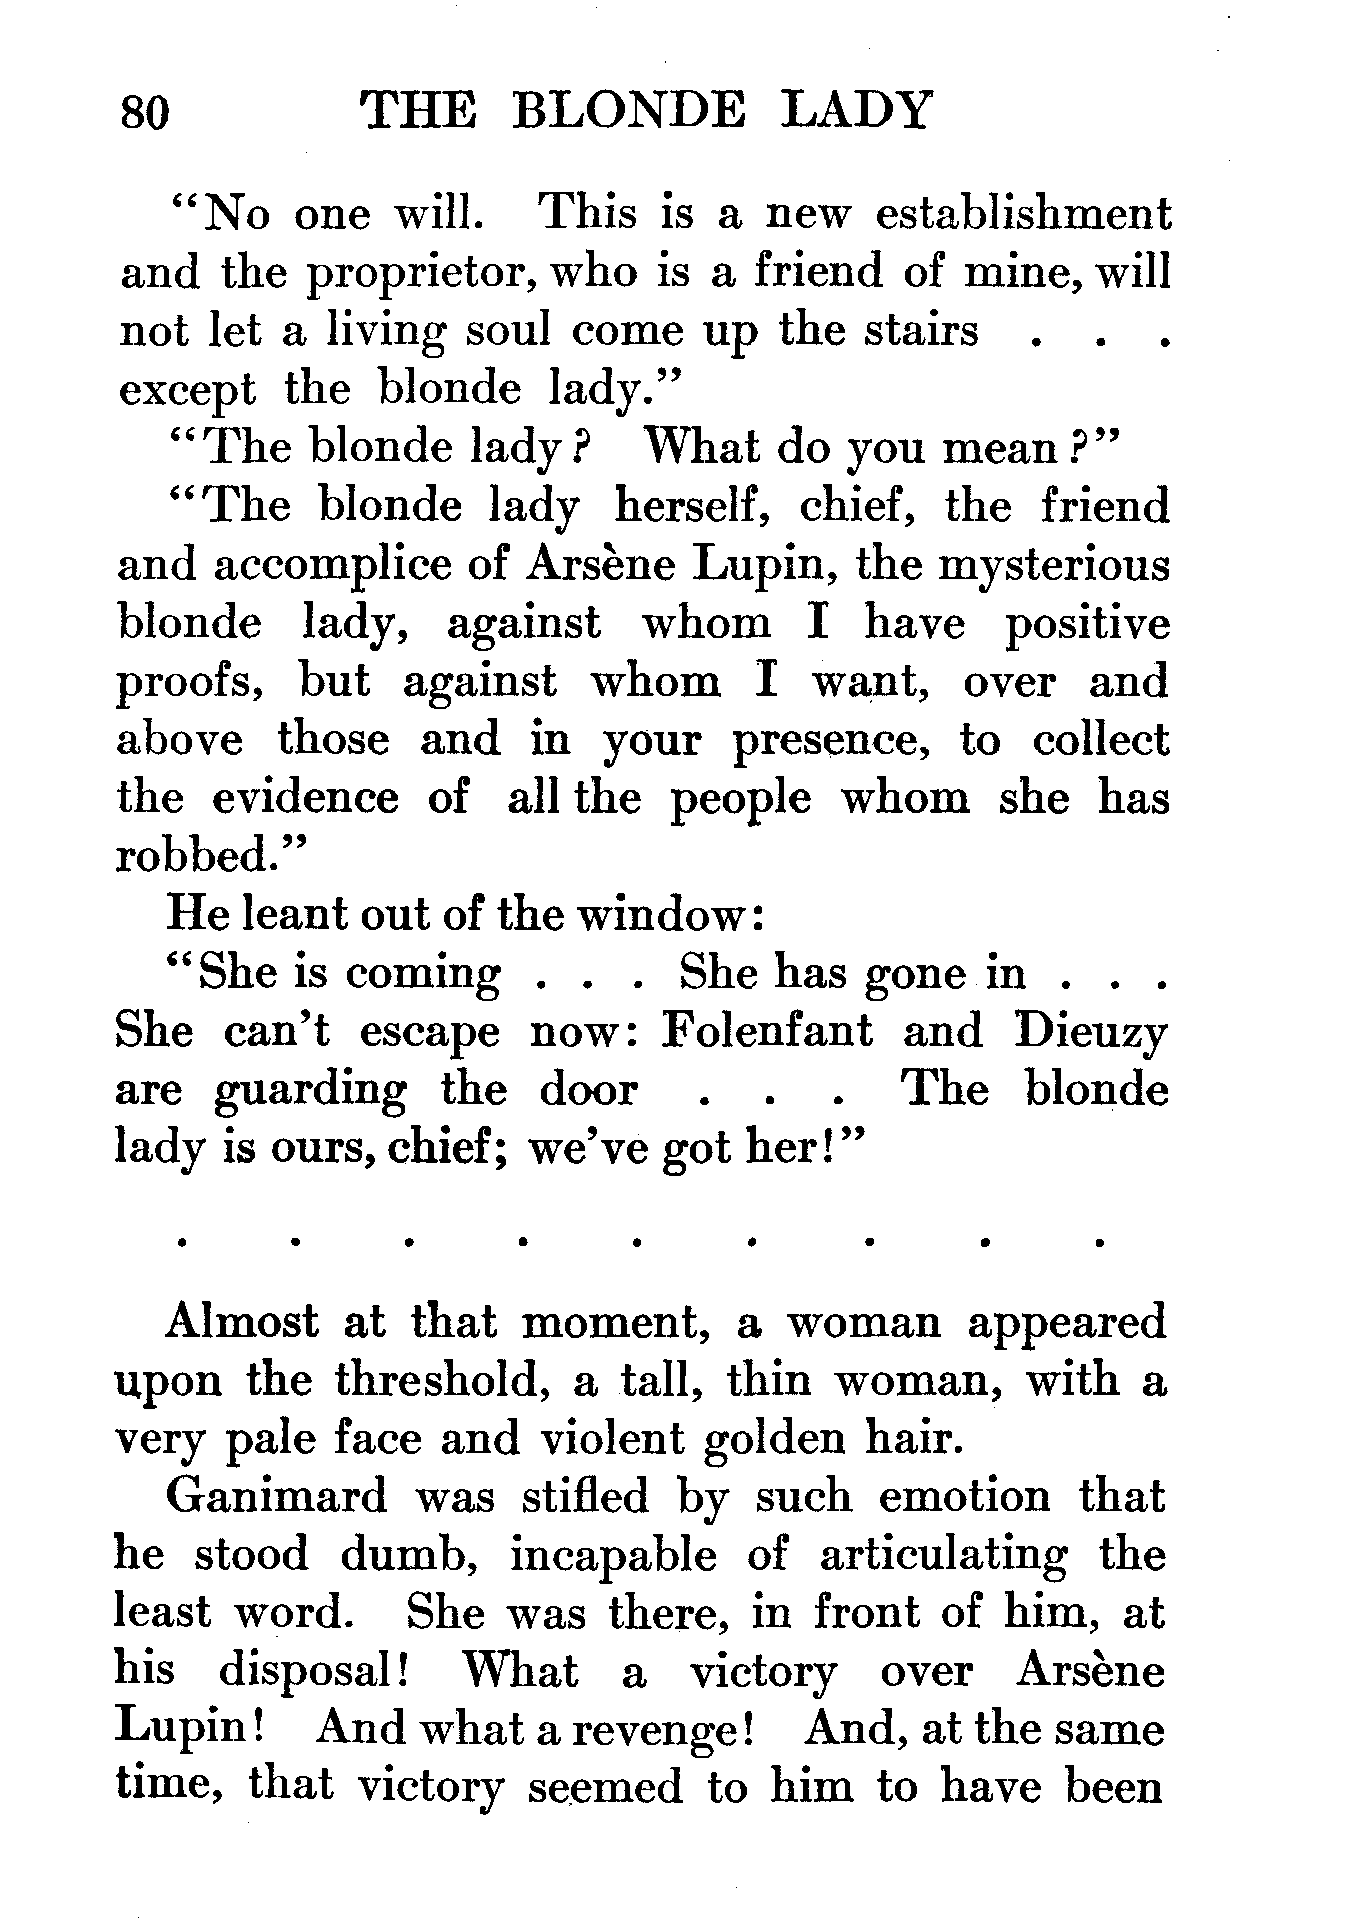 80 THE BLONDE LADY
“No one will. This is a new establishment
and the proprietor, who is a friend of mine, will
not let a living soul come up the stairs . . .
except the blonde lady.”
“The blonde lady? What do you mean?”
“The blonde lady herself, chief, the friend
and accomplice of Arsène Lupin, the mysterious
blonde lady, against whom I have positive
proofs, but against whom I want, over and
above those and in your presence, to collect
the evidence of all the people whom she has
robbed.”
He leant out of the window:
“She is coming . . . She has gone in . . .
She can’t escape now: Folenfant and Dieuzy
are guarding the door . . . The blonde
lady is ours, chief; we’ve got her!”
. . . . . . . . .
Almost at that moment, a woman appeared
upon the threshold, a tall, thin woman, with a
very pale face and violent golden hair.
Ganimard was stifled by such emotion that
he stood dumb, incapable of articulating the
least word. She was there, in front of him, at
his disposal! What a victory over Arsène
Lupin! And what a revenge! And, at the same
time, that victory seemed to him to have been